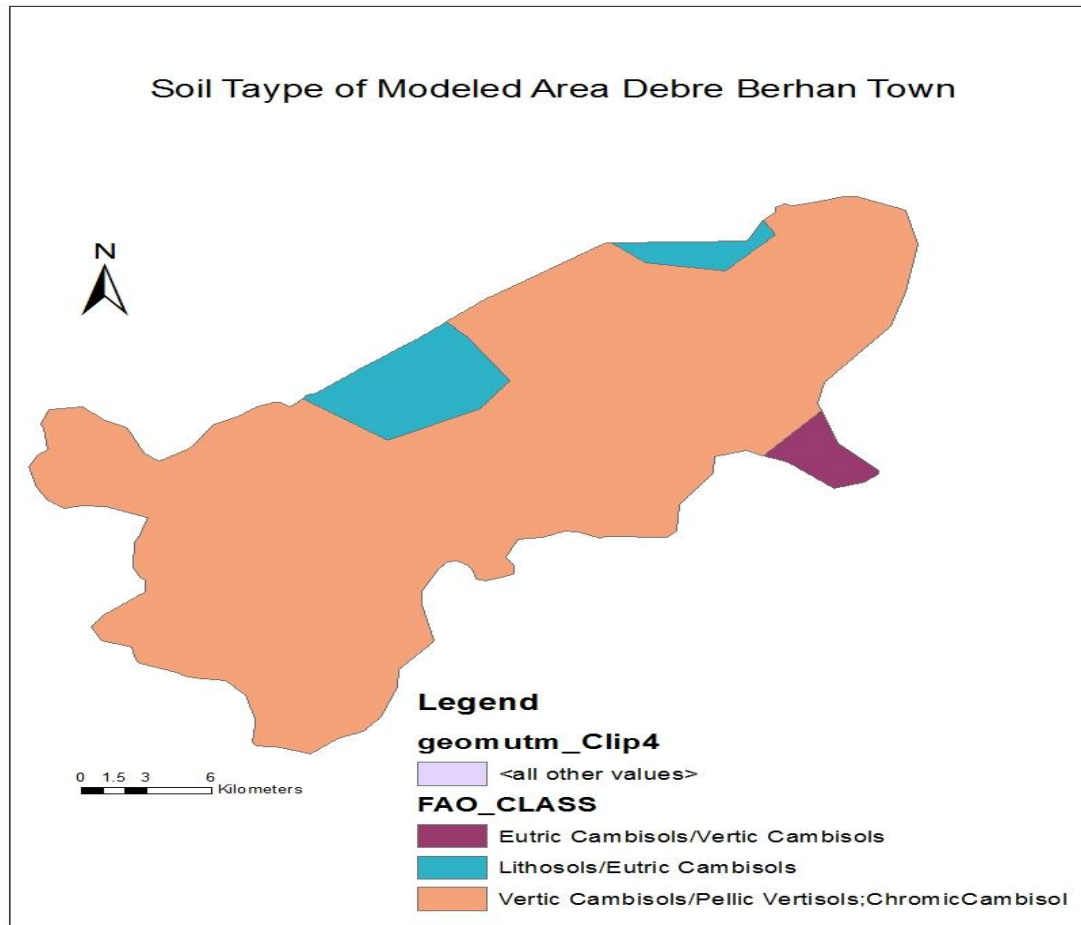 Soil Taype of Modeled Area Debre Berhan Town
N
Legend
geomutm_Clip4
<all other values>
FAO_CLASS
Eutric Cambisols/Vertic Cambisols
Lithosols/Eutric Cambisols
Vertic Cambisols/Pellic Vertisols;ChromicCambisol
0 1.5 3 6
Kilometers